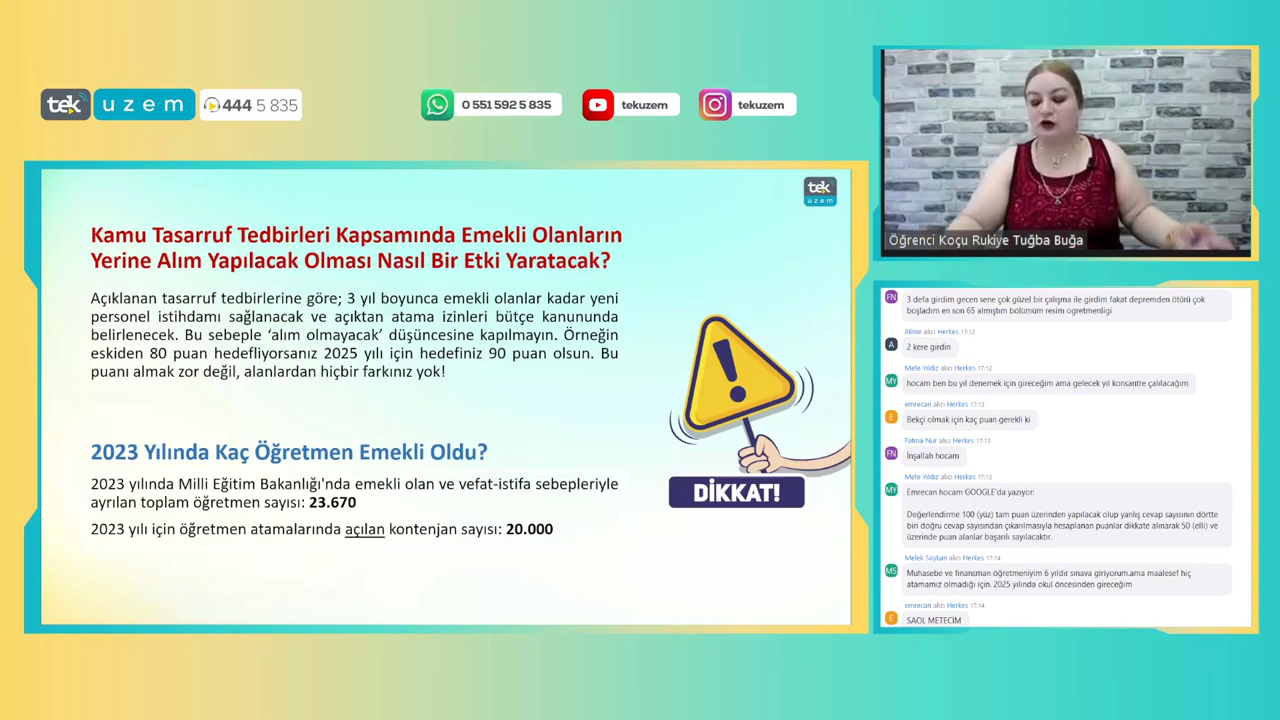 tek uzem 444 5 835
0 551 592 5 835
tekuzem
tekuzem
tek
uzem
Kamu Tasarruf Tedbirleri Kapsamında Emekli Olanların
Yerine Alım Yapılacak Olması Nasıl Bir Etki Yaratacak?
Açıklanan tasarruf tedbirlerine göre; 3 yıl boyunca emekli olanlar kadar yeni
personel istihdamı sağlanacak ve açıktan atama izinleri bütçe kanununda
belirlenecek. Bu sebeple ‘alım olmayacak’ düşüncesine kapılmayın. Örneğin
eskiden 80 puan hedefliyorsanız 2025 yılı için hedefiniz 90 puan olsun. Bu
puanı almak zor değil, alanlardan hiçbir farkınız yok!
2023 Yılında Kaç Öğretmen Emekli Oldu?
2023 yılında Milli Eğitim Bakanlığı'nda emekli olan ve vefat-istifa sebepleriyle
ayrılan toplam öğretmen sayısı: 23.670
2023 yılı için öğretmen atamalarında açılan kontenjan sayısı: 20.000
DİKKAT!
Öğrenci Koçu Rukiye Tuğba Buğa
FN
3 defa girdim gecen sene çok güzel bir çalışma ile girdim fakat depremden ötürü çok
boşladım en son 65 almıştım bölümüm resim ogretmenligi
Alime alıcı Herkes 17:12
A
2 kere girdin
Mete Yıldız alıcı Herkes 17:12
MY
hocam ben bu yıl denemek için gireceğim ama gelecek yıl konsantre çalılacağım
emrecan alıcı Herkes 17:13
E
Bekçi olmak için kaç puan gerekli ki
Fatma Nur alıcı Herkes 17:13
FN
İnşallah hocam
Mete Yıldız alıcı Herkes 17:13
MY
Emrecan hocam GOOGLE'da yazıyor:
Değerlendirme 100 (yüz) tam puan üzerinden yapılacak olup yanlış cevap sayısının dörtte
biri doğru cevap sayısından çıkarılmasıyla hesaplanan puanlar dikkate alınarak 50 (elli) ve
üzerinde puan alanlar başarılı sayılacaktır.
Melek Soykan alıcı Herkes 17:14
MS
Muhasebe ve finansman öğretmeniyim 6 yıldır sınava giriyorum.ama maalesef hiç
atamamız olmadığı için. 2025 yılında okul öncesinden gireceğim
emrecan alıcı Herkes 17:14
E
SAOL METECİM